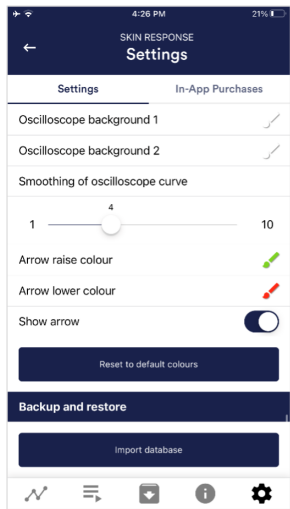 4:26 PM
21%
SKIN RESPONSE
Settings
Settings
In-App Purchases
Oscilloscope background 1
Oscilloscope background 2
Smoothing of oscilloscope curve
4
1
10
Arrow raise colour
Arrow lower colour
Show arrow
Reset to default colours
Backup and restore
Import database